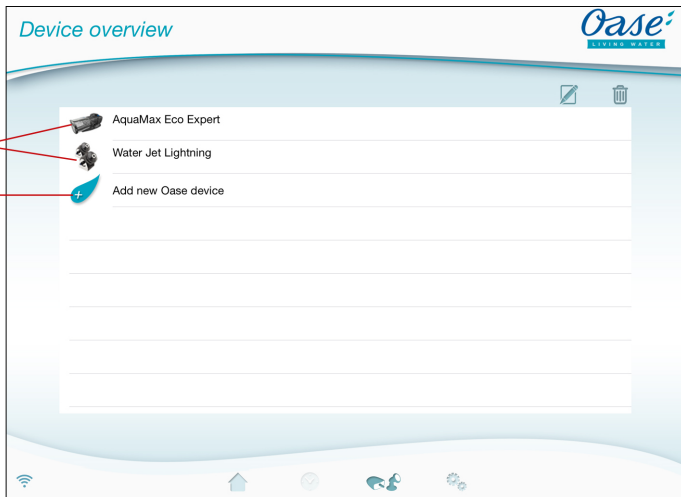 Device overview
Oase
LIVING WATER
AquaMax Eco Expert
Water Jet Lightning
Add new Oase device